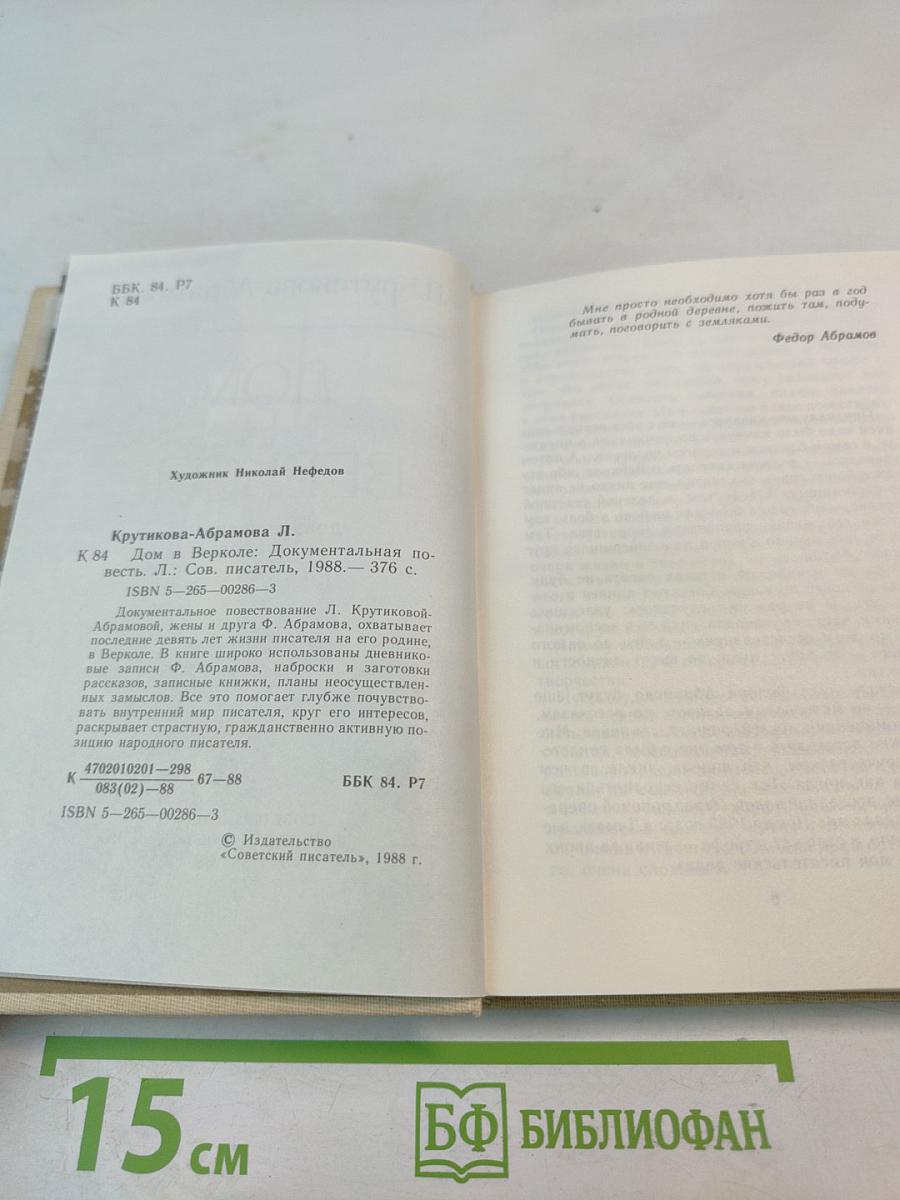 ББК. 84. Р7
К 84
Художник Николай Нефедов
Крутикова-Абрамова Л.
К 84 Дом в Верколе: Документальная по-
весть. Л.: Сов. писатель, 1988.— 376 с.
ISBN 5—265—00286—3
Документальное повествование Л. Крутиковой-
Абрамовой, жены и друга Ф. Абрамова, охватывает
последние девять лет жизни писателя на его родине,
в Верколе. В книге широко использованы дневнико-
вые записи Ф. Абрамова, наброски и заготовки
рассказов, записные книжки, планы неосуществлен-
ных замыслов. Все это помогает глубже почувство-
вать внутренний мир писателя, круг его интересов,
раскрывает страстную, гражданственно активную по-
зицию народного писателя.
К 4702010201—298 67—88
083(02)—88
ББК 84. Р7
ISBN 5—265—00286—3
© Издательство
«Советский писатель», 1988 г.
Мне просто необходимо хотя бы раз в год
бывать в родной деревне, пожить там, поду-
мать, поговорить с земляками.
Федор Абрамов
15 см
БФ БИБЛИОФАН